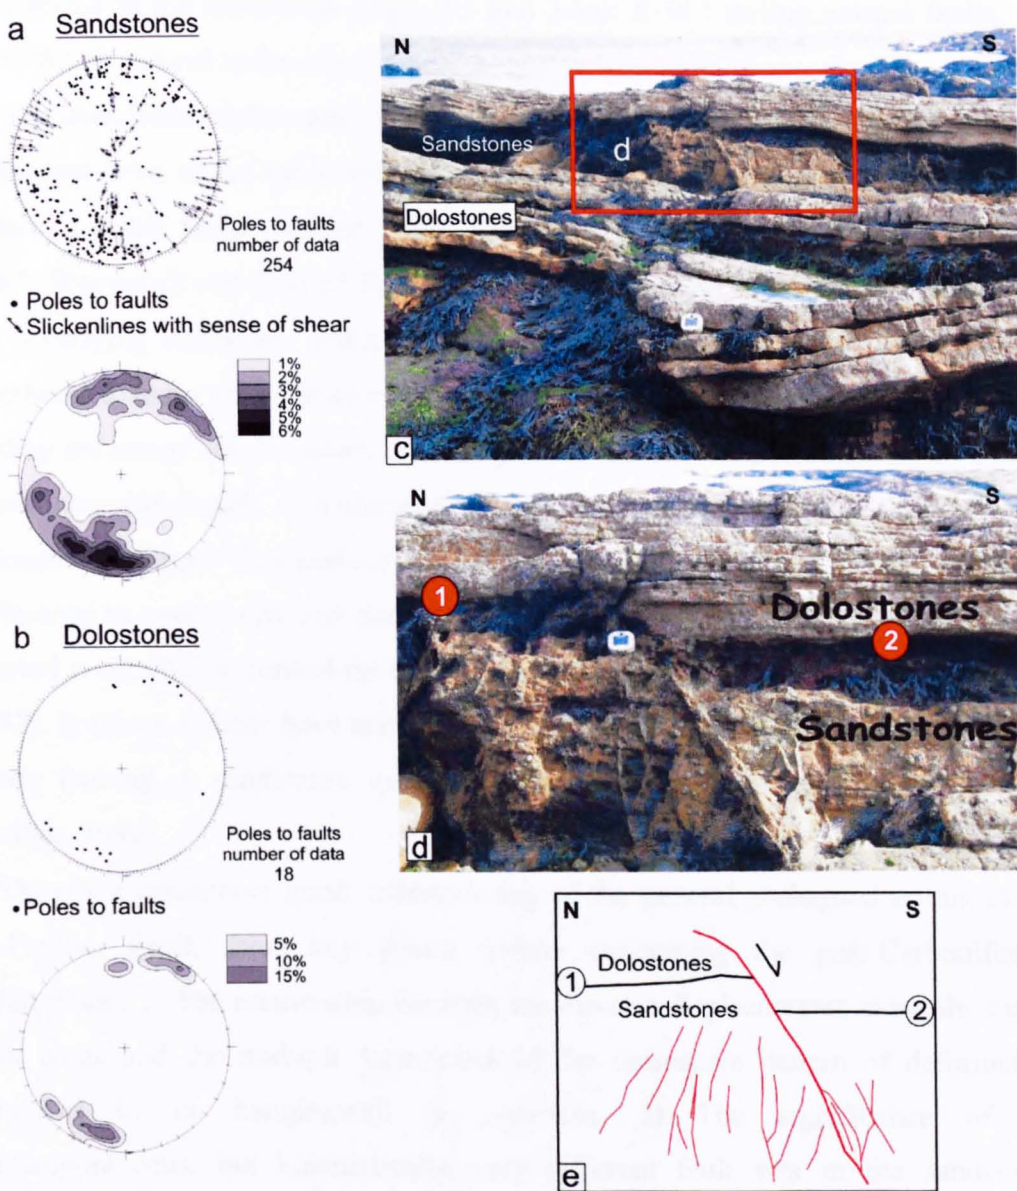 a Sandstones
Poles to faults
number of data
254
• Poles to faults
Slickenlines with sense of shear
1%
2%
3%
4%
5%
6%
b Dolostones
Poles to faults
number of data
18
• Poles to faults
5%
10%
15%
N S
Sandstones
d
Dolostones
c
N S
1
Dolostones
2
Sandstones
d
N S
Dolostones
1
Sandstones
2
e